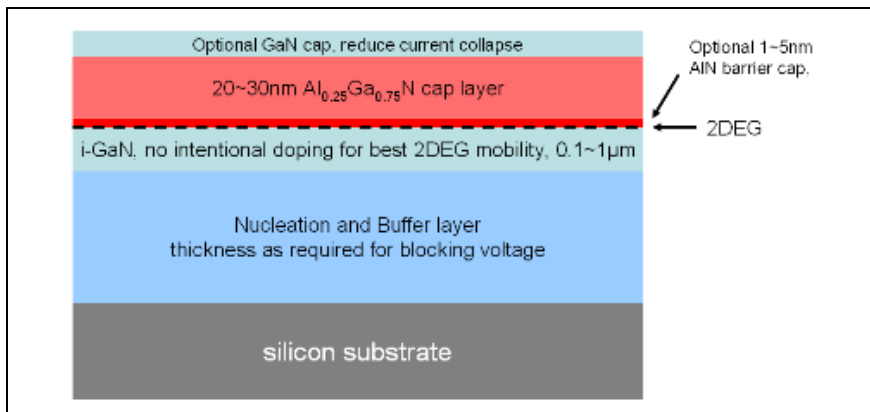 Optional GaN cap, reduce current collapse
Optional 1~5nm
AlN barrier cap.
20~30nm Al0.25Ga0.75N cap layer
2DEG
i-GaN, no intentional doping for best 2DEG mobility, 0.1~1μm
Nucleation and Buffer layer
thickness as required for blocking voltage
silicon substrate